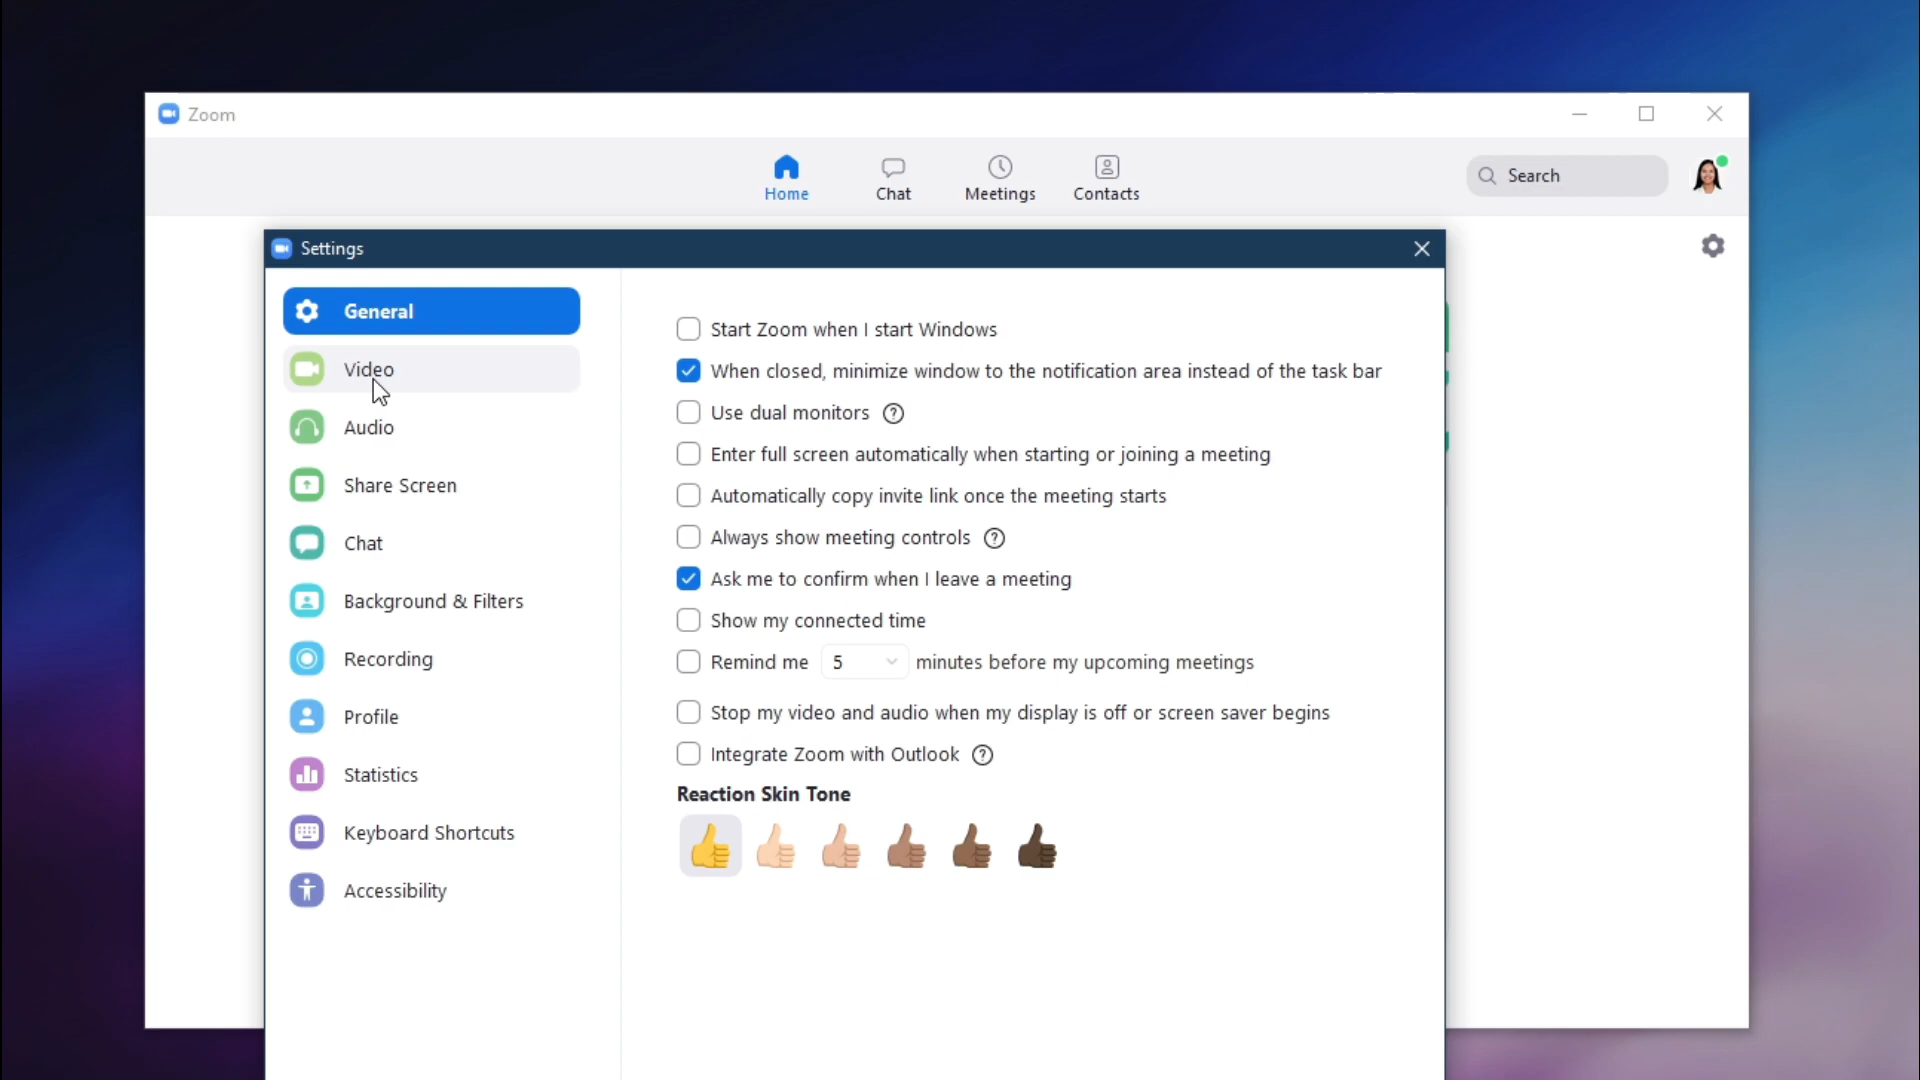 Zoom
Home
Chat
Meetings
Contacts
Search
Settings
General
Video
Audio
Share Screen
Chat
Background & Filters
Recording
Profile
Statistics
Keyboard Shortcuts
Accessibility
Start Zoom when I start Windows
When closed, minimize window to the notification area instead of the task bar
Use dual monitors ?
Enter full screen automatically when starting or joining a meeting
Automatically copy invite link once the meeting starts
Always show meeting controls ?
Ask me to confirm when I leave a meeting
Show my connected time
Remind me 5 minutes before my upcoming meetings
Stop my video and audio when my display is off or screen saver begins
Integrate Zoom with Outlook ?
Reaction Skin Tone